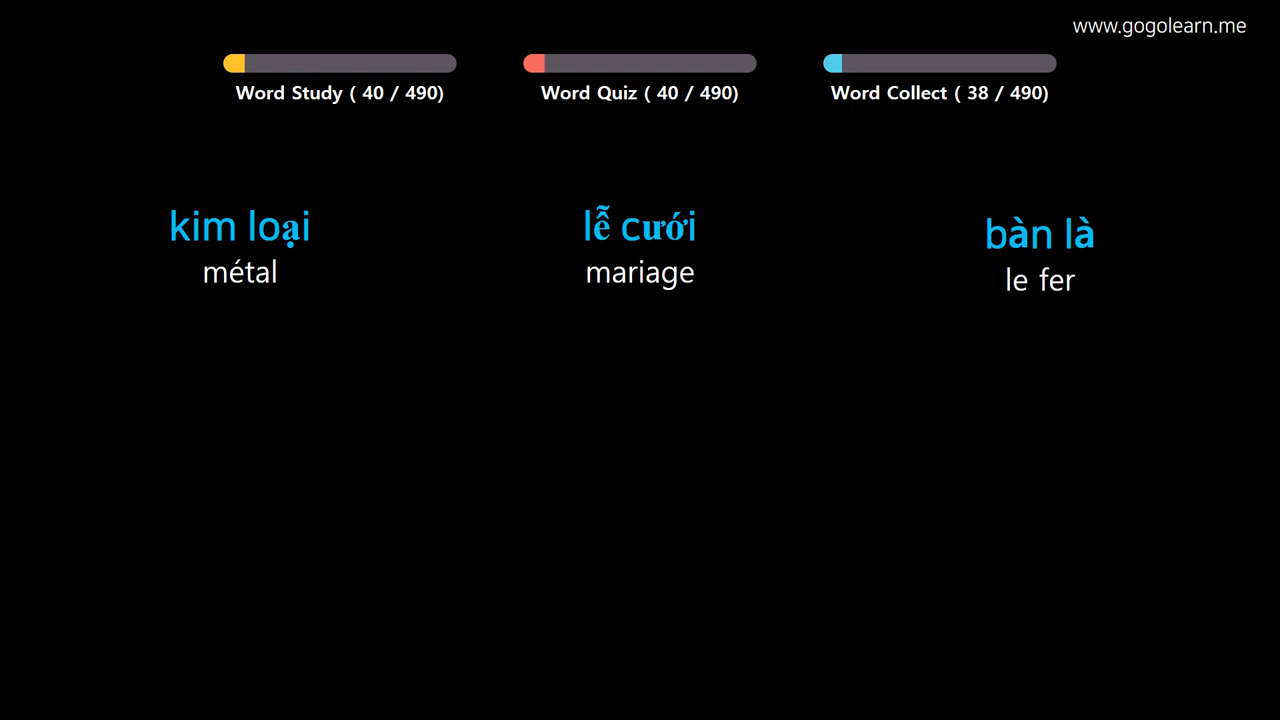 www.gogolearn.me
Word Study ( 40 / 490)
Word Quiz ( 40 / 490)
Word Collect ( 38 / 490)
kim loại
métal
lễ cưới
mariage
bàn là
le fer